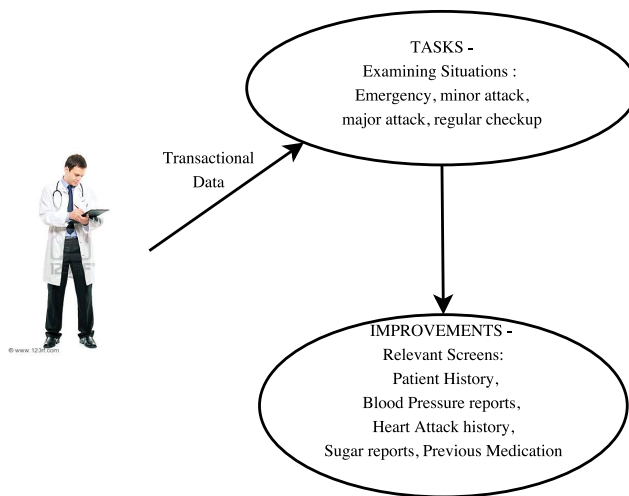 TASKS -
Examining Situations :
Emergency, minor attack,
major attack, regular checkup
Transactional
Data
© www.123rf.com
IMPROVEMENTS -
Relevant Screens:
Patient History,
Blood Pressure reports,
Heart Attack history,
Sugar reports, Previous Medication